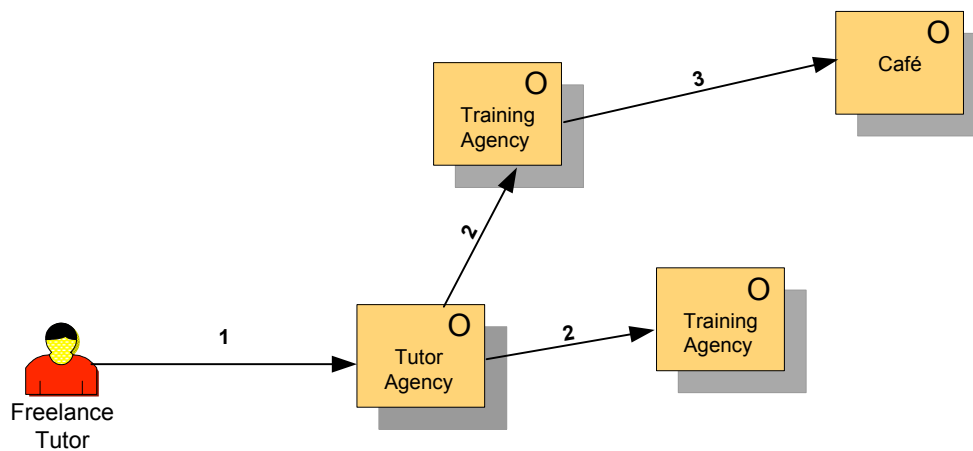 O
Café
O
Training
Agency
3
2
O
Training
Agency
O
Tutor
Agency
2
1
Freelance
Tutor